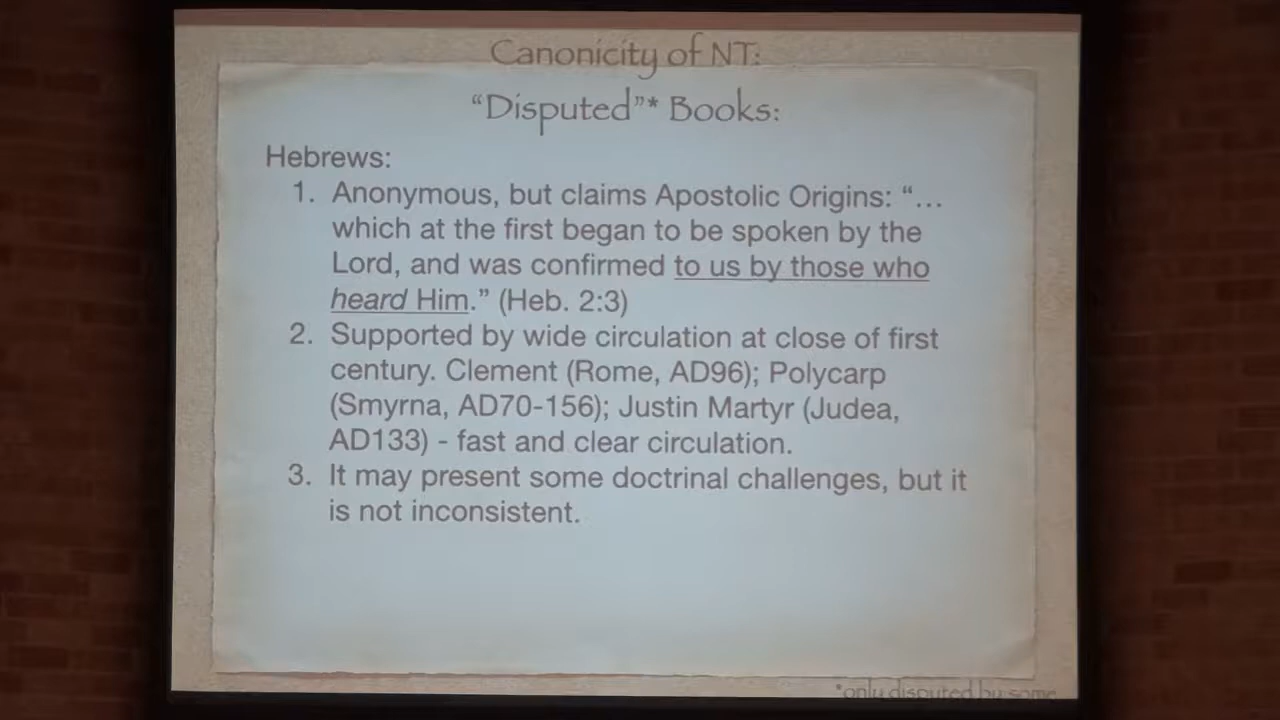 Canonicity of NT:
“Disputed”* Books:
Hebrews:
1. Anonymous, but claims Apostolic Origins: “…
which at the first began to be spoken by the
Lord, and was confirmed to us by those who
heard Him.” (Heb. 2:3)
2. Supported by wide circulation at close of first
century. Clement (Rome, AD96); Polycarp
(Smyrna, AD70-156); Justin Martyr (Judea,
AD133) - fast and clear circulation.
3. It may present some doctrinal challenges, but it
is not inconsistent.
*only disputed by some